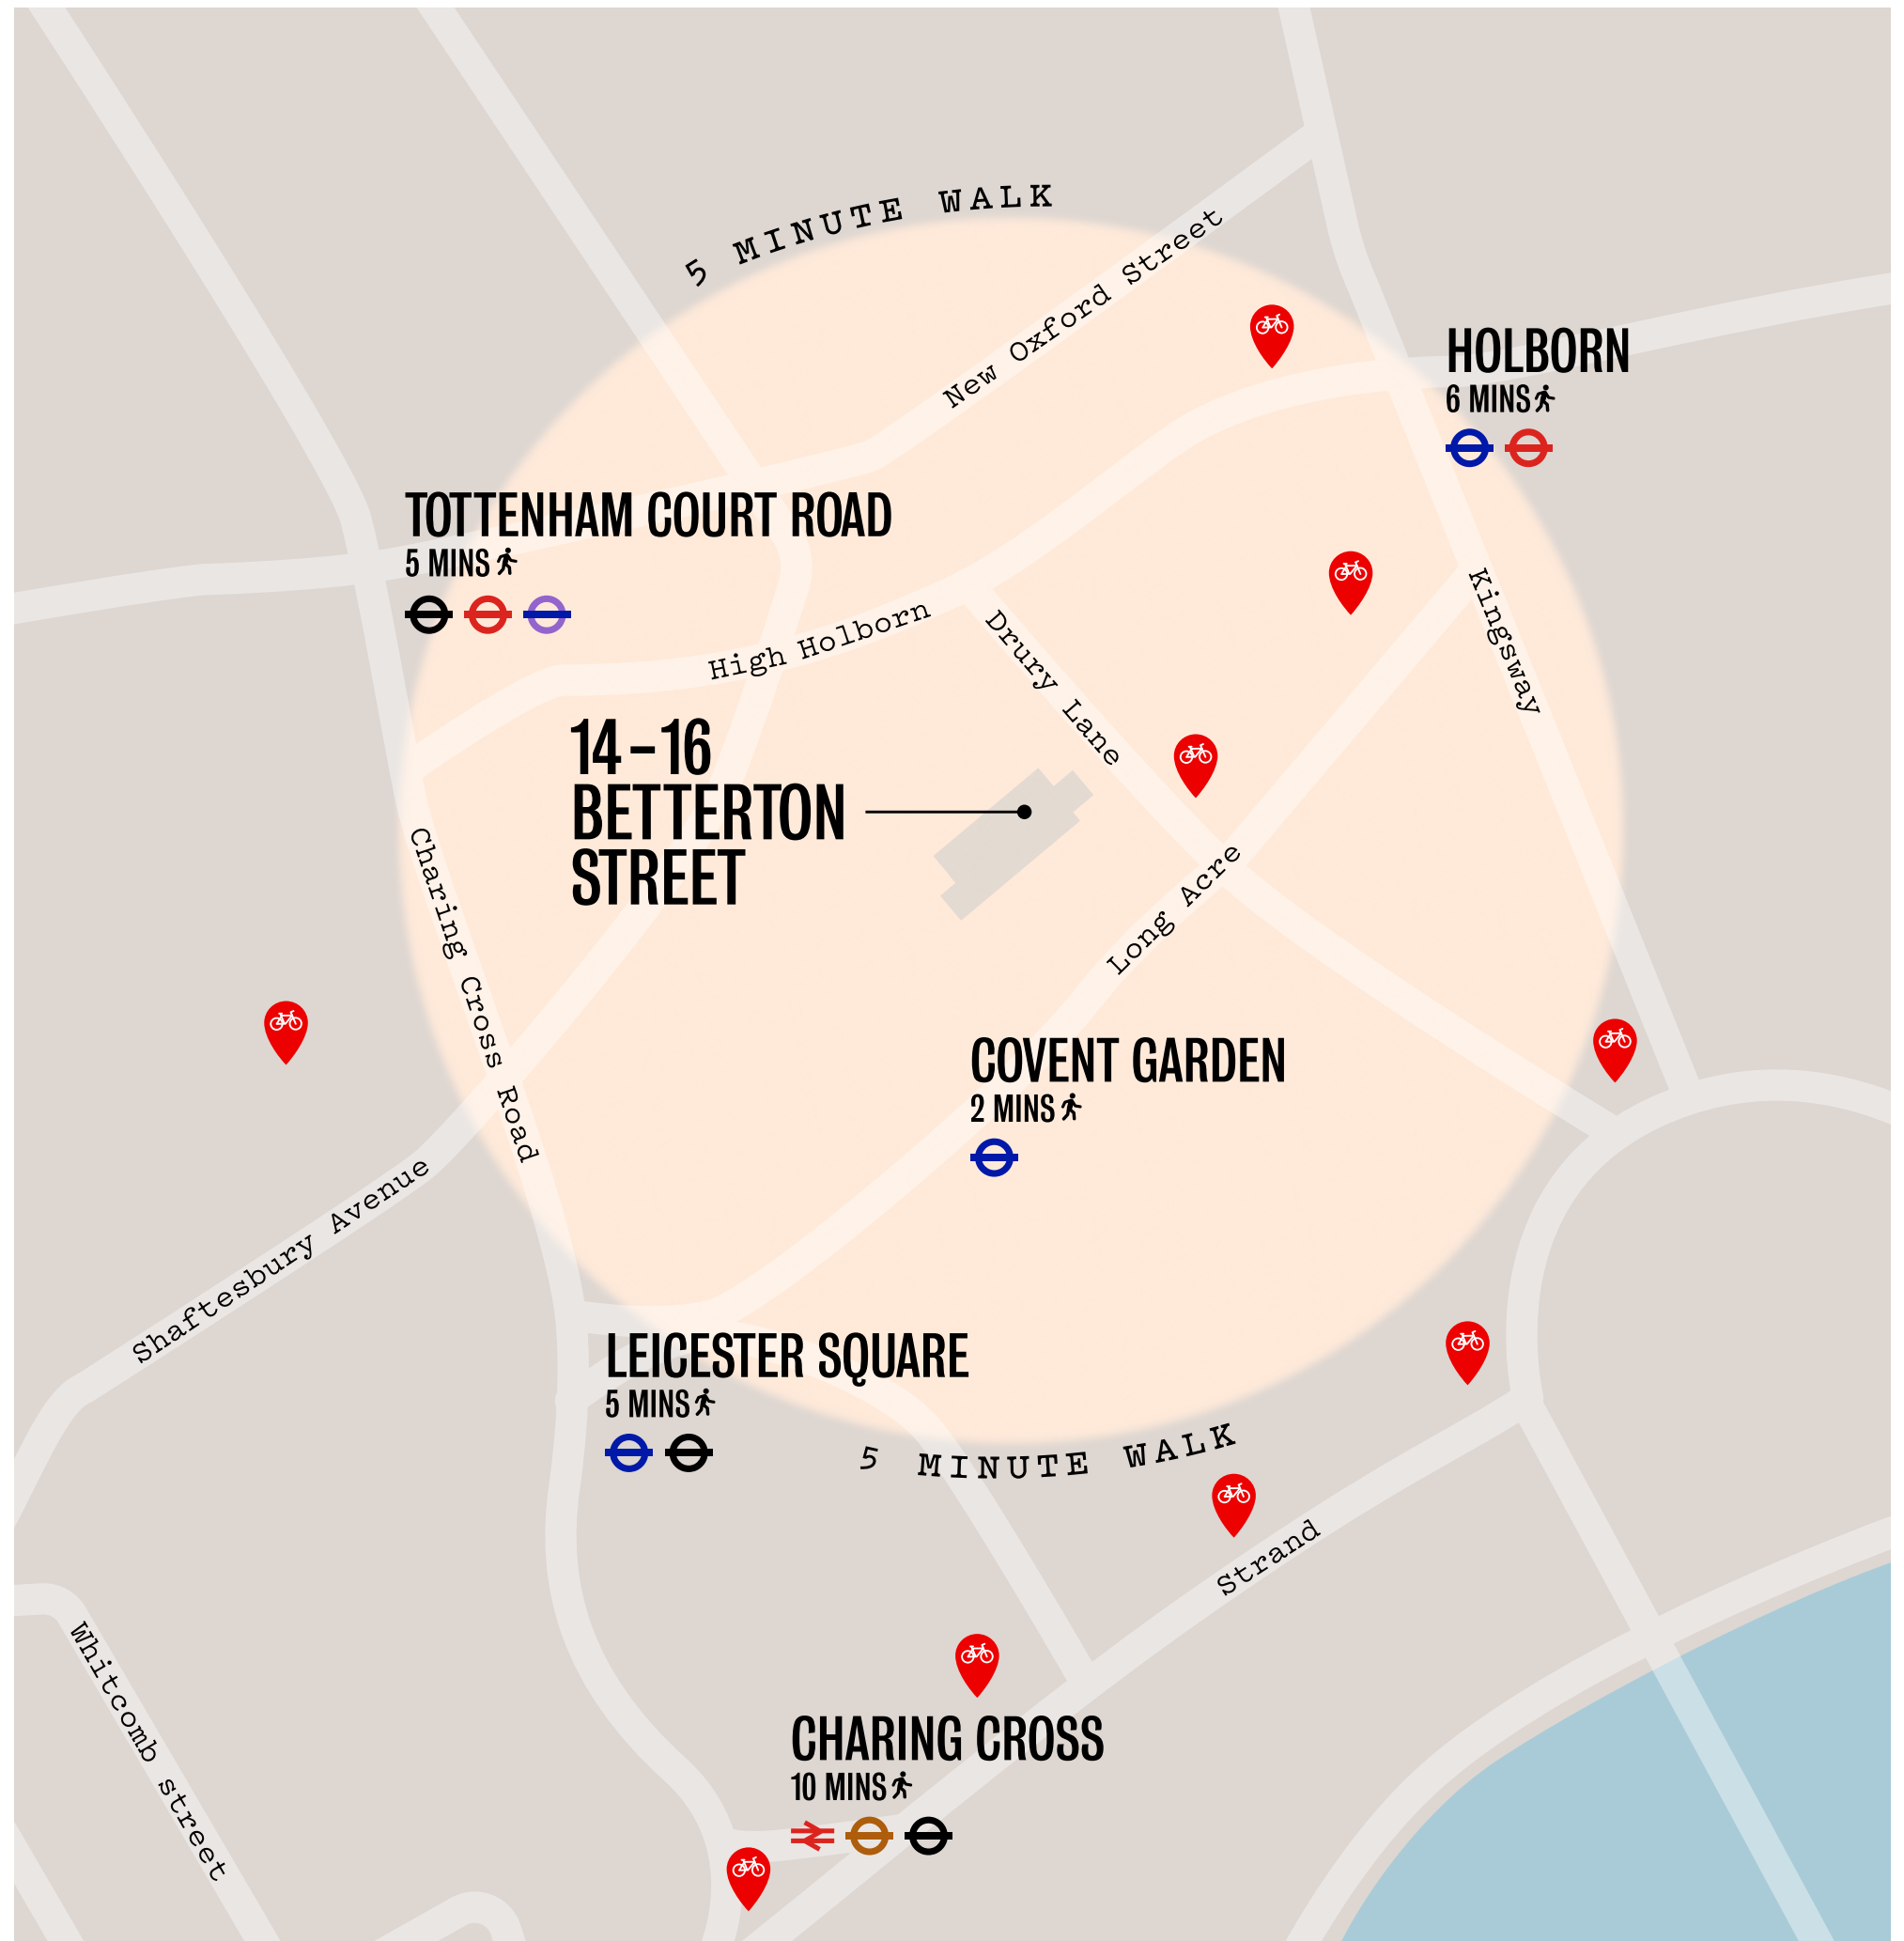 5 MINUTE WALK
New Oxford Street
HOLBORN
6 MINS
TOTTENHAM COURT ROAD
5 MINS
High Holborn
Drury Lane
Kingsway
14–16
BETTERTON
STREET
Charing Cross Road
Long Acre
COVENT GARDEN
2 MINS
Shaftesbury Avenue
LEICESTER SQUARE
5 MINS
5 MINUTE WALK
Strand
Whitcomb street
CHARING CROSS
10 MINS